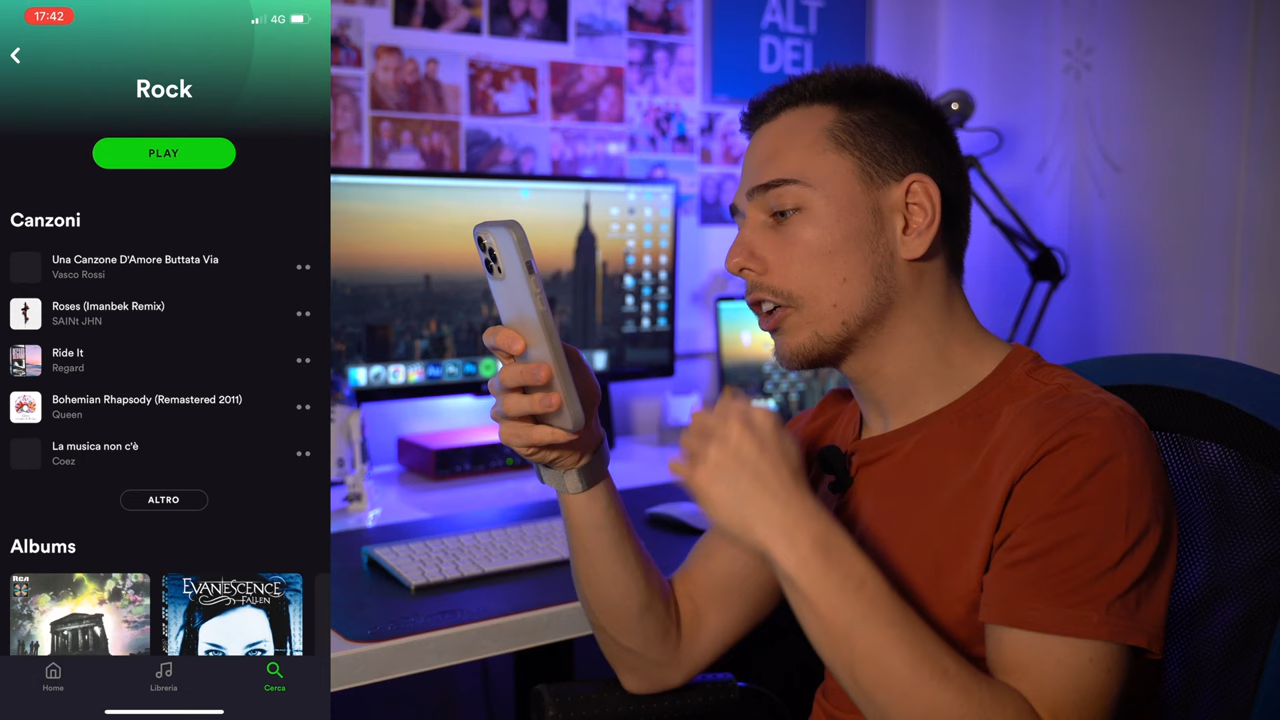 17:42
4G
Rock
PLAY
Canzoni
Una Canzone D'Amore Buttata Via
Vasco Rossi
Roses (Imanbek Remix)
SAINt JHN
Ride It
Regard
Bohemian Rhapsody (Remastered 2011)
Queen
La musica non c'è
Coez
ALTRO
Albums
RCA
EVANESCENCE
FALLEN
Home
Libreria
Cerca
ALT
DEL